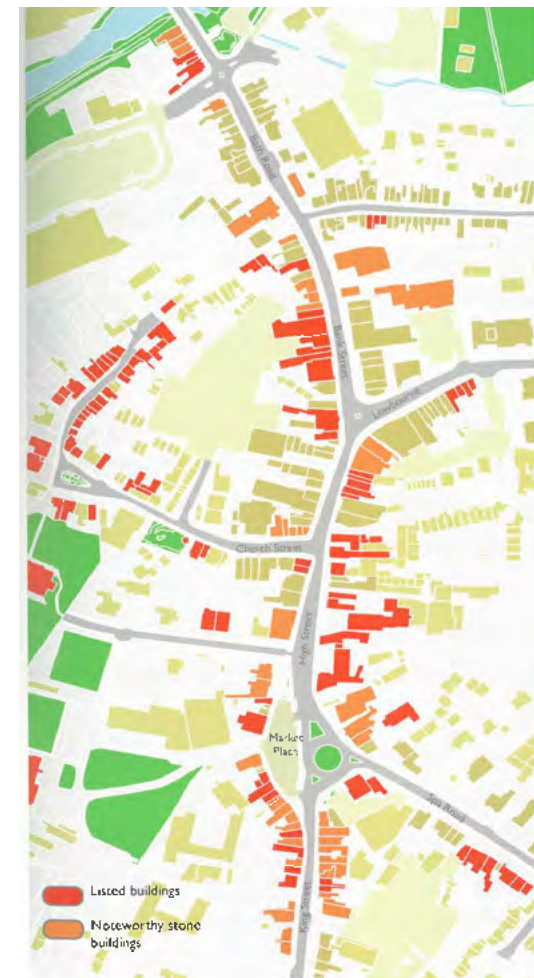 Bath Road
Bank Street
Lowbourne
Church Street
High Street
Market
Place
Spa Road
King Street
Listed buildings
Noteworthy stone
buildings